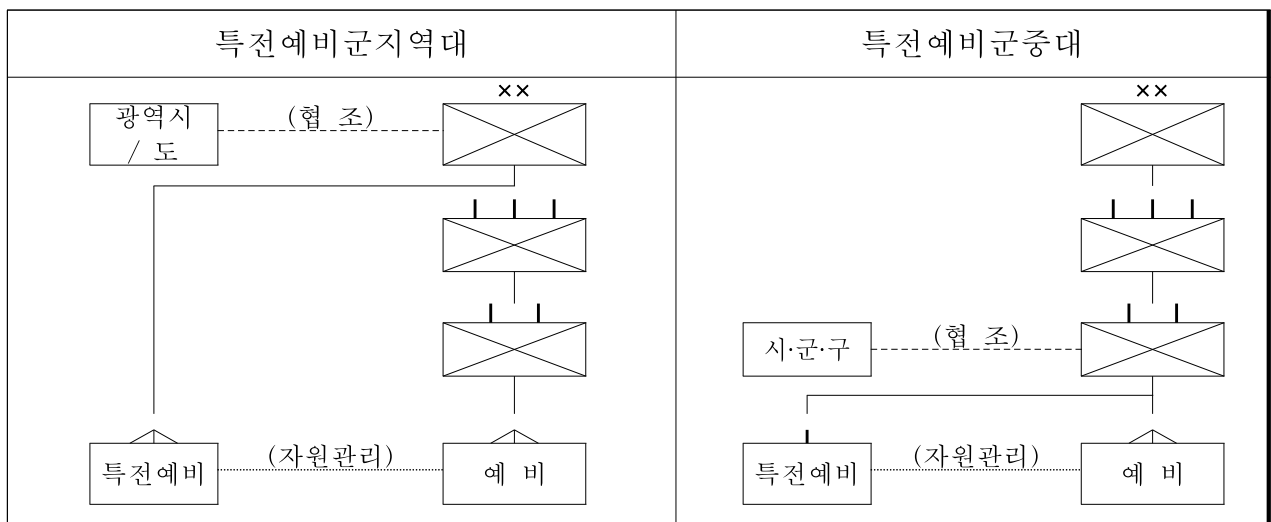 특전예비군지역대
특전예비군중대
××
광역시
/ 도
(협 조)
특전예비
(자원관리)
예 비
××
시·군·구
(협 조)
특전예비
(자원관리)
예 비